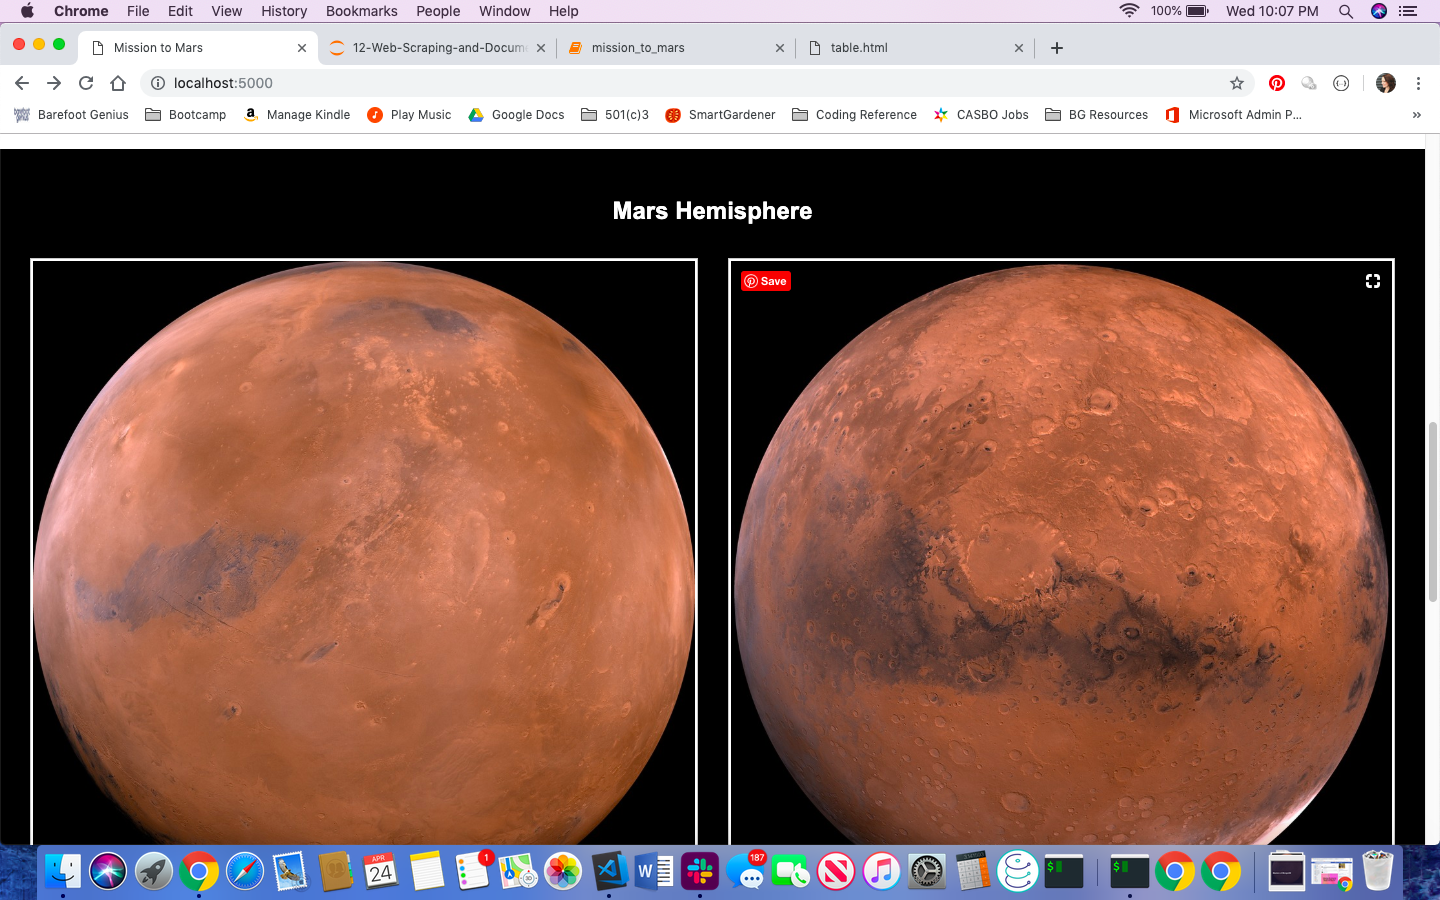 Chrome File Edit View History Bookmarks People Window Help 100% Wed 10:07 PM
Mission to Mars 12-Web-Scraping-and-Docum mission_to_mars table.html
localhost:5000
Barefoot Genius Bootcamp Manage Kindle Play Music Google Docs 501(c)3 SmartGardener Coding Reference CASBO Jobs BG Resources Microsoft Admin P... »
Mars Hemisphere
Save
1 APR 24 187